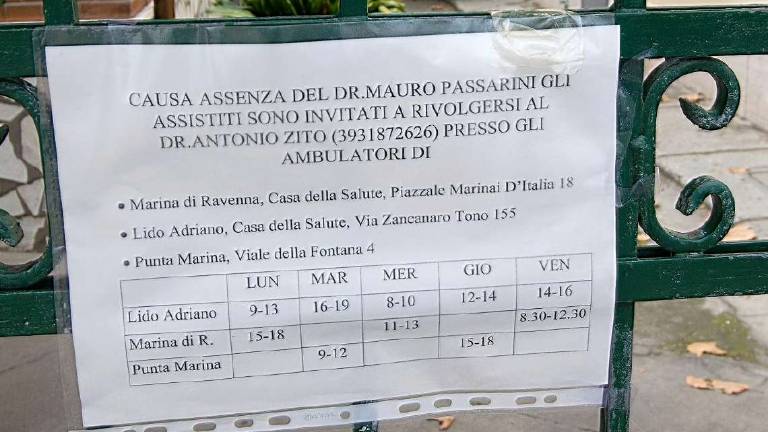 CAUSA ASSENZA DEL DR.MAURO PASSARINI GLI
ASSISTITI SONO INVITATI A RIVOLGERSI AL
DR.ANTONIO ZITO (3931872626) PRESSO GLI
AMBULATORI DI
• Marina di Ravenna, Casa della Salute, Piazzale Marinai D'Italia 18
• Lido Adriano, Casa della Salute, Via Zancanaro Tono 155
• Punta Marina, Viale della Fontana 4
LUN MAR MER GIO VEN
Lido Adriano 9-13 16-19 8-10 12-14 14-16
Marina di R. 15-18 11-13 8.30-12.30
Punta Marina 9-12 15-18